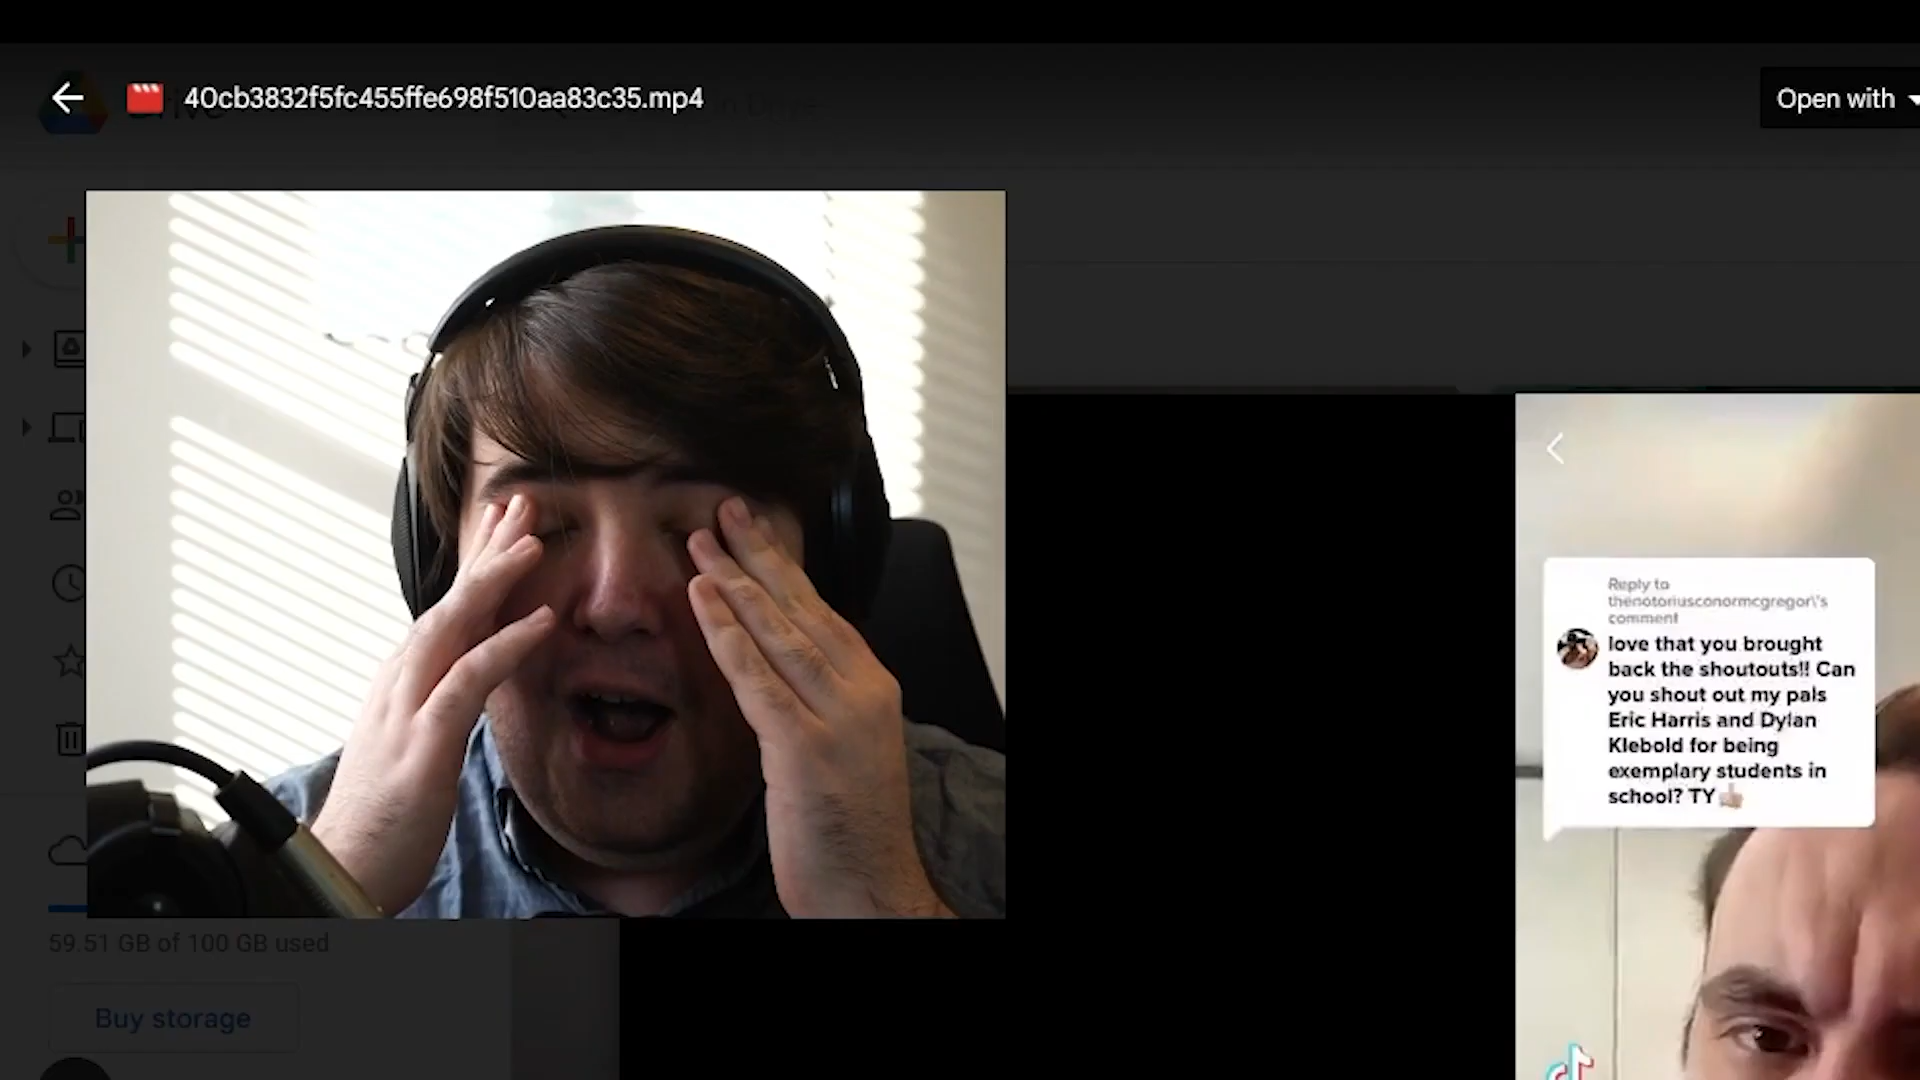 40cb3832f5fc455ffe698f510aa83c35.mp4
Open with
Reply to
thenotoriusconormcgregor\'s
comment
love that you brought
back the shoutouts!! Can
you shout out my pals
Eric Harris and Dylan
Klebold for being
exemplary students in
school? TY👍🏻
59.51 GB of 100 GB used
Buy storage